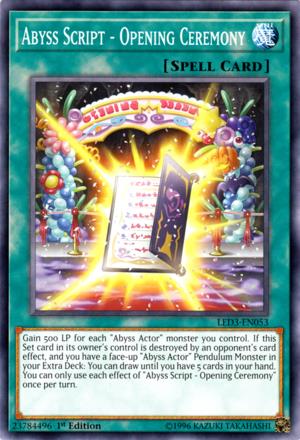 Abyss Script - Opening Ceremony
[Spell Card]
LED3-EN053
Gain 500 LP for each "Abyss Actor" monster you control. If this
Set card in its owner's control is destroyed by an opponent's card
effect, and you have a face-up "Abyss Actor" Pendulum Monster in
your Extra Deck: You can draw until you have 5 cards in your hand.
You can only use each effect of "Abyss Script - Opening Ceremony"
once per turn.
23784496 1st Edition ©1996 KAZUKI TAKAHASHI